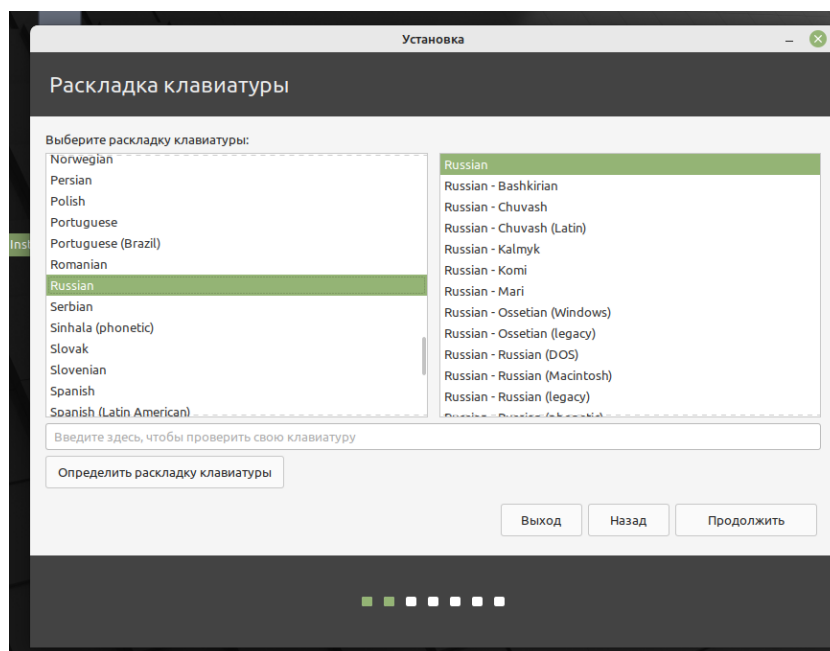 Установка
Раскладка клавиатуры
Выберите раскладку клавиатуры:
Norwegian
Persian
Polish
Portuguese
Portuguese (Brazil)
Romanian
Russian
Serbian
Sinhala (phonetic)
Slovak
Slovenian
Spanish
Spanish (Latin American)
Russian
Russian - Bashkirian
Russian - Chuvash
Russian - Chuvash (Latin)
Russian - Kalmyk
Russian - Komi
Russian - Mari
Russian - Ossetian (Windows)
Russian - Ossetian (legacy)
Russian - Russian (DOS)
Russian - Russian (Macintosh)
Russian - Russian (legacy)
Russian - Russian (phonetic)
Введите здесь, чтобы проверить свою клавиатуру
Определить раскладку клавиатуры
Выход
Назад
Продолжить